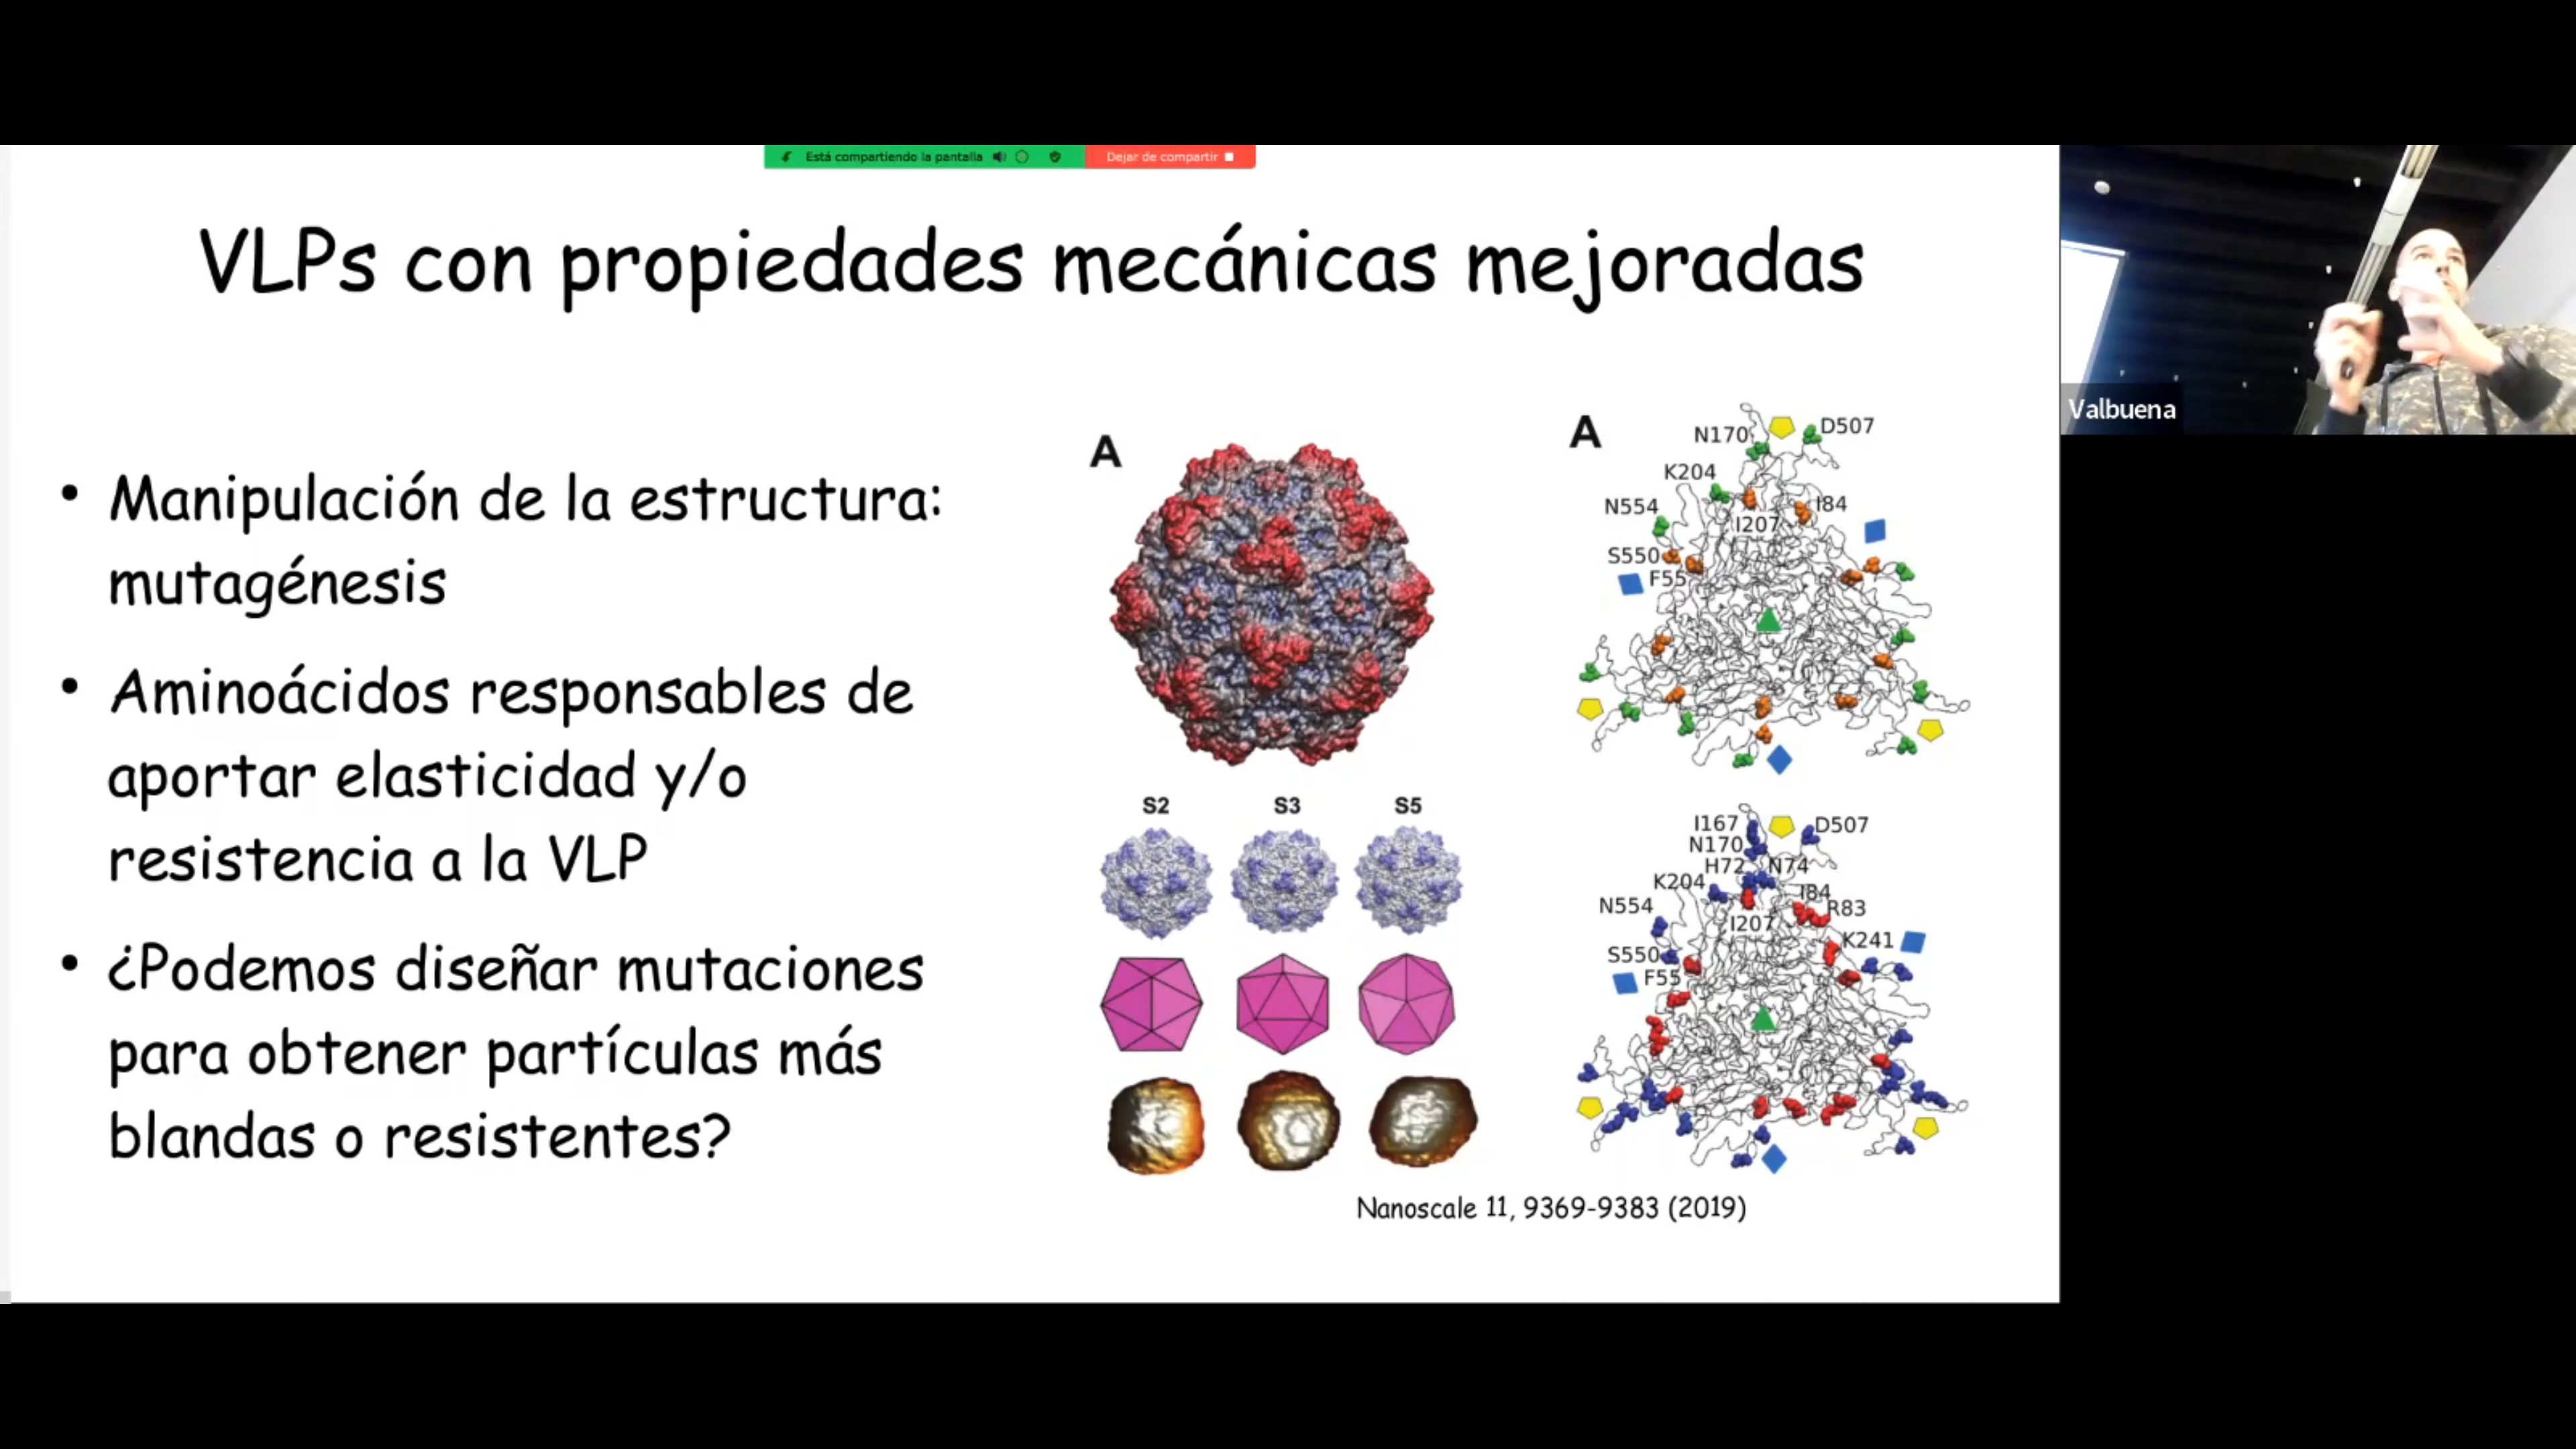 Está compartiendo la pantalla
Dejar de compartir
VLPs con propiedades mecánicas mejoradas
Valbuena
• Manipulación de la estructura:
mutagénesis
• Aminoácidos responsables de
aportar elasticidad y/o
resistencia a la VLP
• ¿Podemos diseñar mutaciones
para obtener partículas más
blandas o resistentes?
A
S2 S3 S5
A
N170 D507
K204
I84
N554
I207
S550
F55
I167 D507
N170
H72 N74
K204
I84
N554 R83
I207
K241
S550
F55
Nanoscale 11, 9369-9383 (2019)